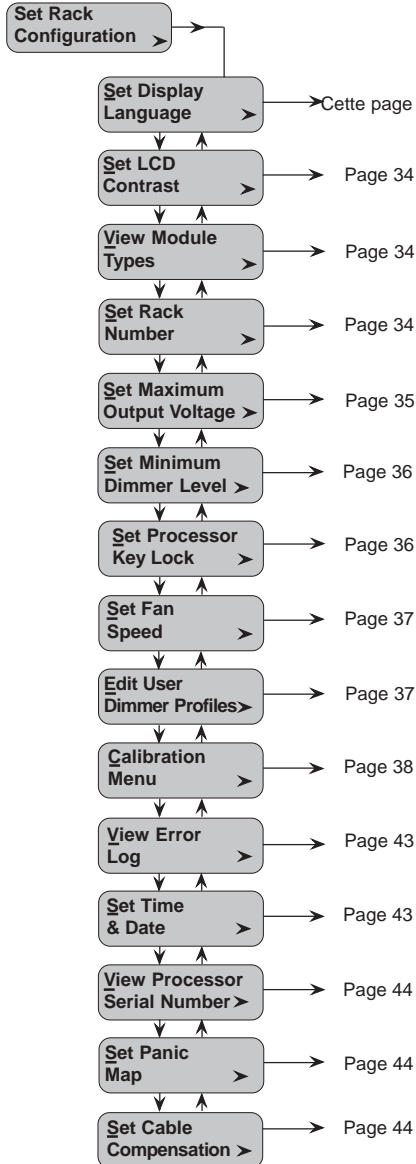 Set Rack
Configuration
Set Display
Language
Cette page
Set LCD
Contrast
Page 34
View Module
Types
Page 34
Set Rack
Number
Page 34
Set Maximum
Output Voltage
Page 35
Set Minimum
Dimmer Level
Page 36
Set Processor
Key Lock
Page 36
Set Fan
Speed
Page 37
Edit User
Dimmer Profiles
Page 37
Calibration
Menu
Page 38
View Error
Log
Page 43
Set Time
& Date
Page 43
View Processor
Serial Number
Page 44
Set Panic
Map
Page 44
Set Cable
Compensation
Page 44